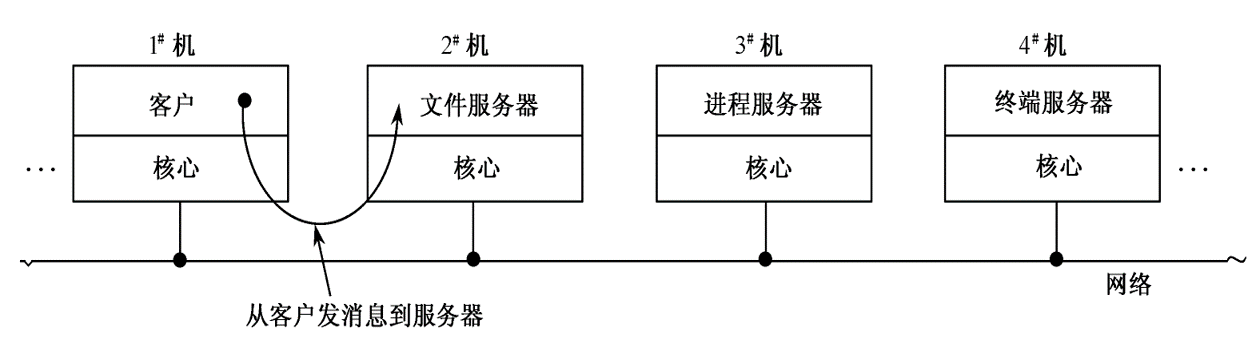 1# 机 2# 机 3# 机 4# 机
客户 文件服务器 进程服务器 终端服务器
… 核心 核心 核心 核心 …
网络
从客户发消息到服务器